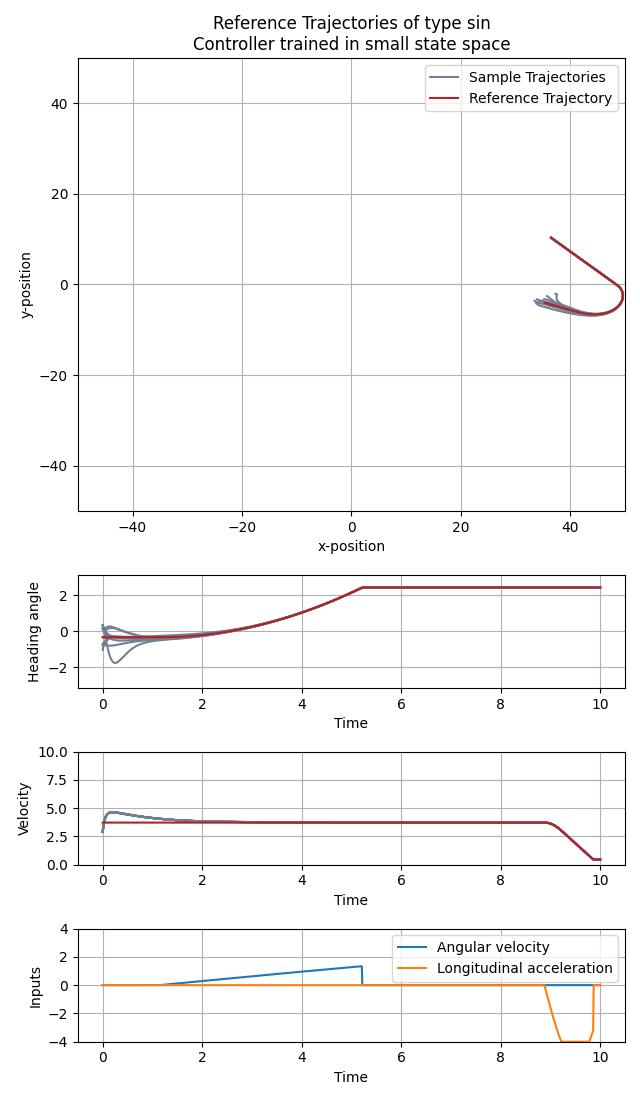 Reference Trajectories of type sin
Controller trained in small state space
Sample Trajectories
Reference Trajectory
40
20
0
−20
−40
y-position
−40 −20 0 20 40
x-position
2
0
−2
Heading angle
0 2 4 6 8 10
Time
10.0
7.5
5.0
2.5
0.0
Velocity
0 2 4 6 8 10
Time
Angular velocity
Longitudinal acceleration
4
2
0
−2
−4
Inputs
0 2 4 6 8 10
Time